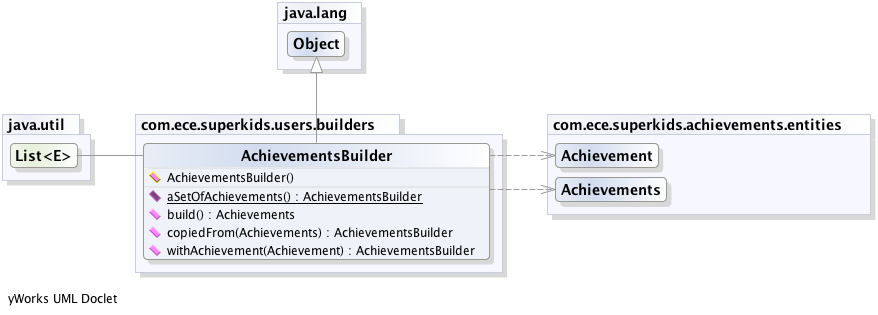 java.lang
Object
java.util
List<E>
com.ece.superkids.users.builders
AchievementsBuilder
AchievementsBuilder()
aSetOfAchievements() : AchievementsBuilder
build() : Achievements
copiedFrom(Achievements) : AchievementsBuilder
withAchievement(Achievement) : AchievementsBuilder
com.ece.superkids.achievements.entities
Achievement
Achievements
yWorks UML Doclet